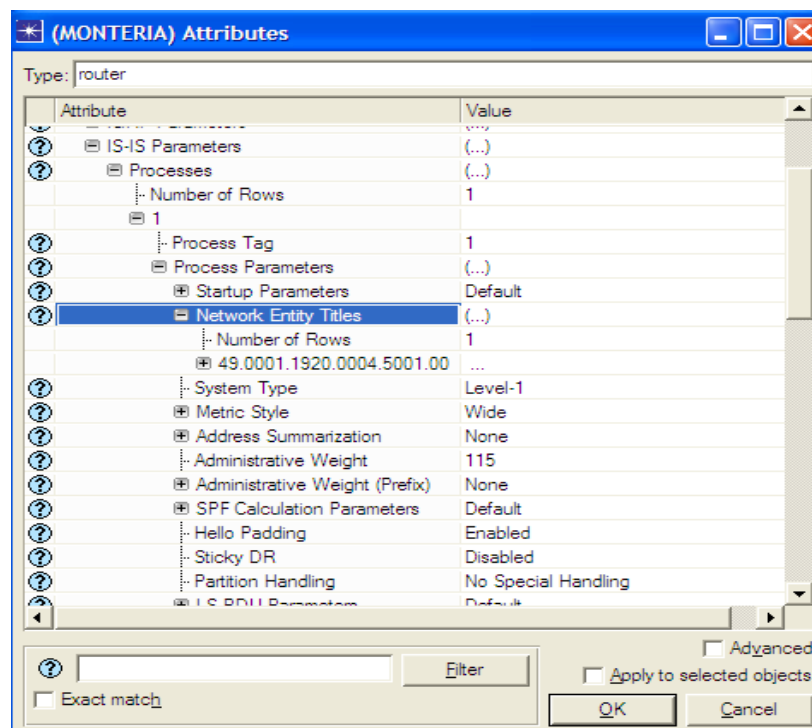 (MONTERIA) Attributes
Type: router
Attribute Value
IS-IS Parameters (...)
Processes (...)
Number of Rows 1
1
Process Tag 1
Process Parameters (...)
Startup Parameters Default
Network Entity Titles (...)
Number of Rows 1
49.0001.1920.0004.5001.00 ...
System Type Level-1
Metric Style Wide
Address Summarization None
Administrative Weight 115
Administrative Weight (Prefix) None
SPF Calculation Parameters Default
Hello Padding Enabled
Sticky DR Disabled
Partition Handling No Special Handling
Default
Advanced
Filter
Apply to selected objects
Exact match
OK Cancel